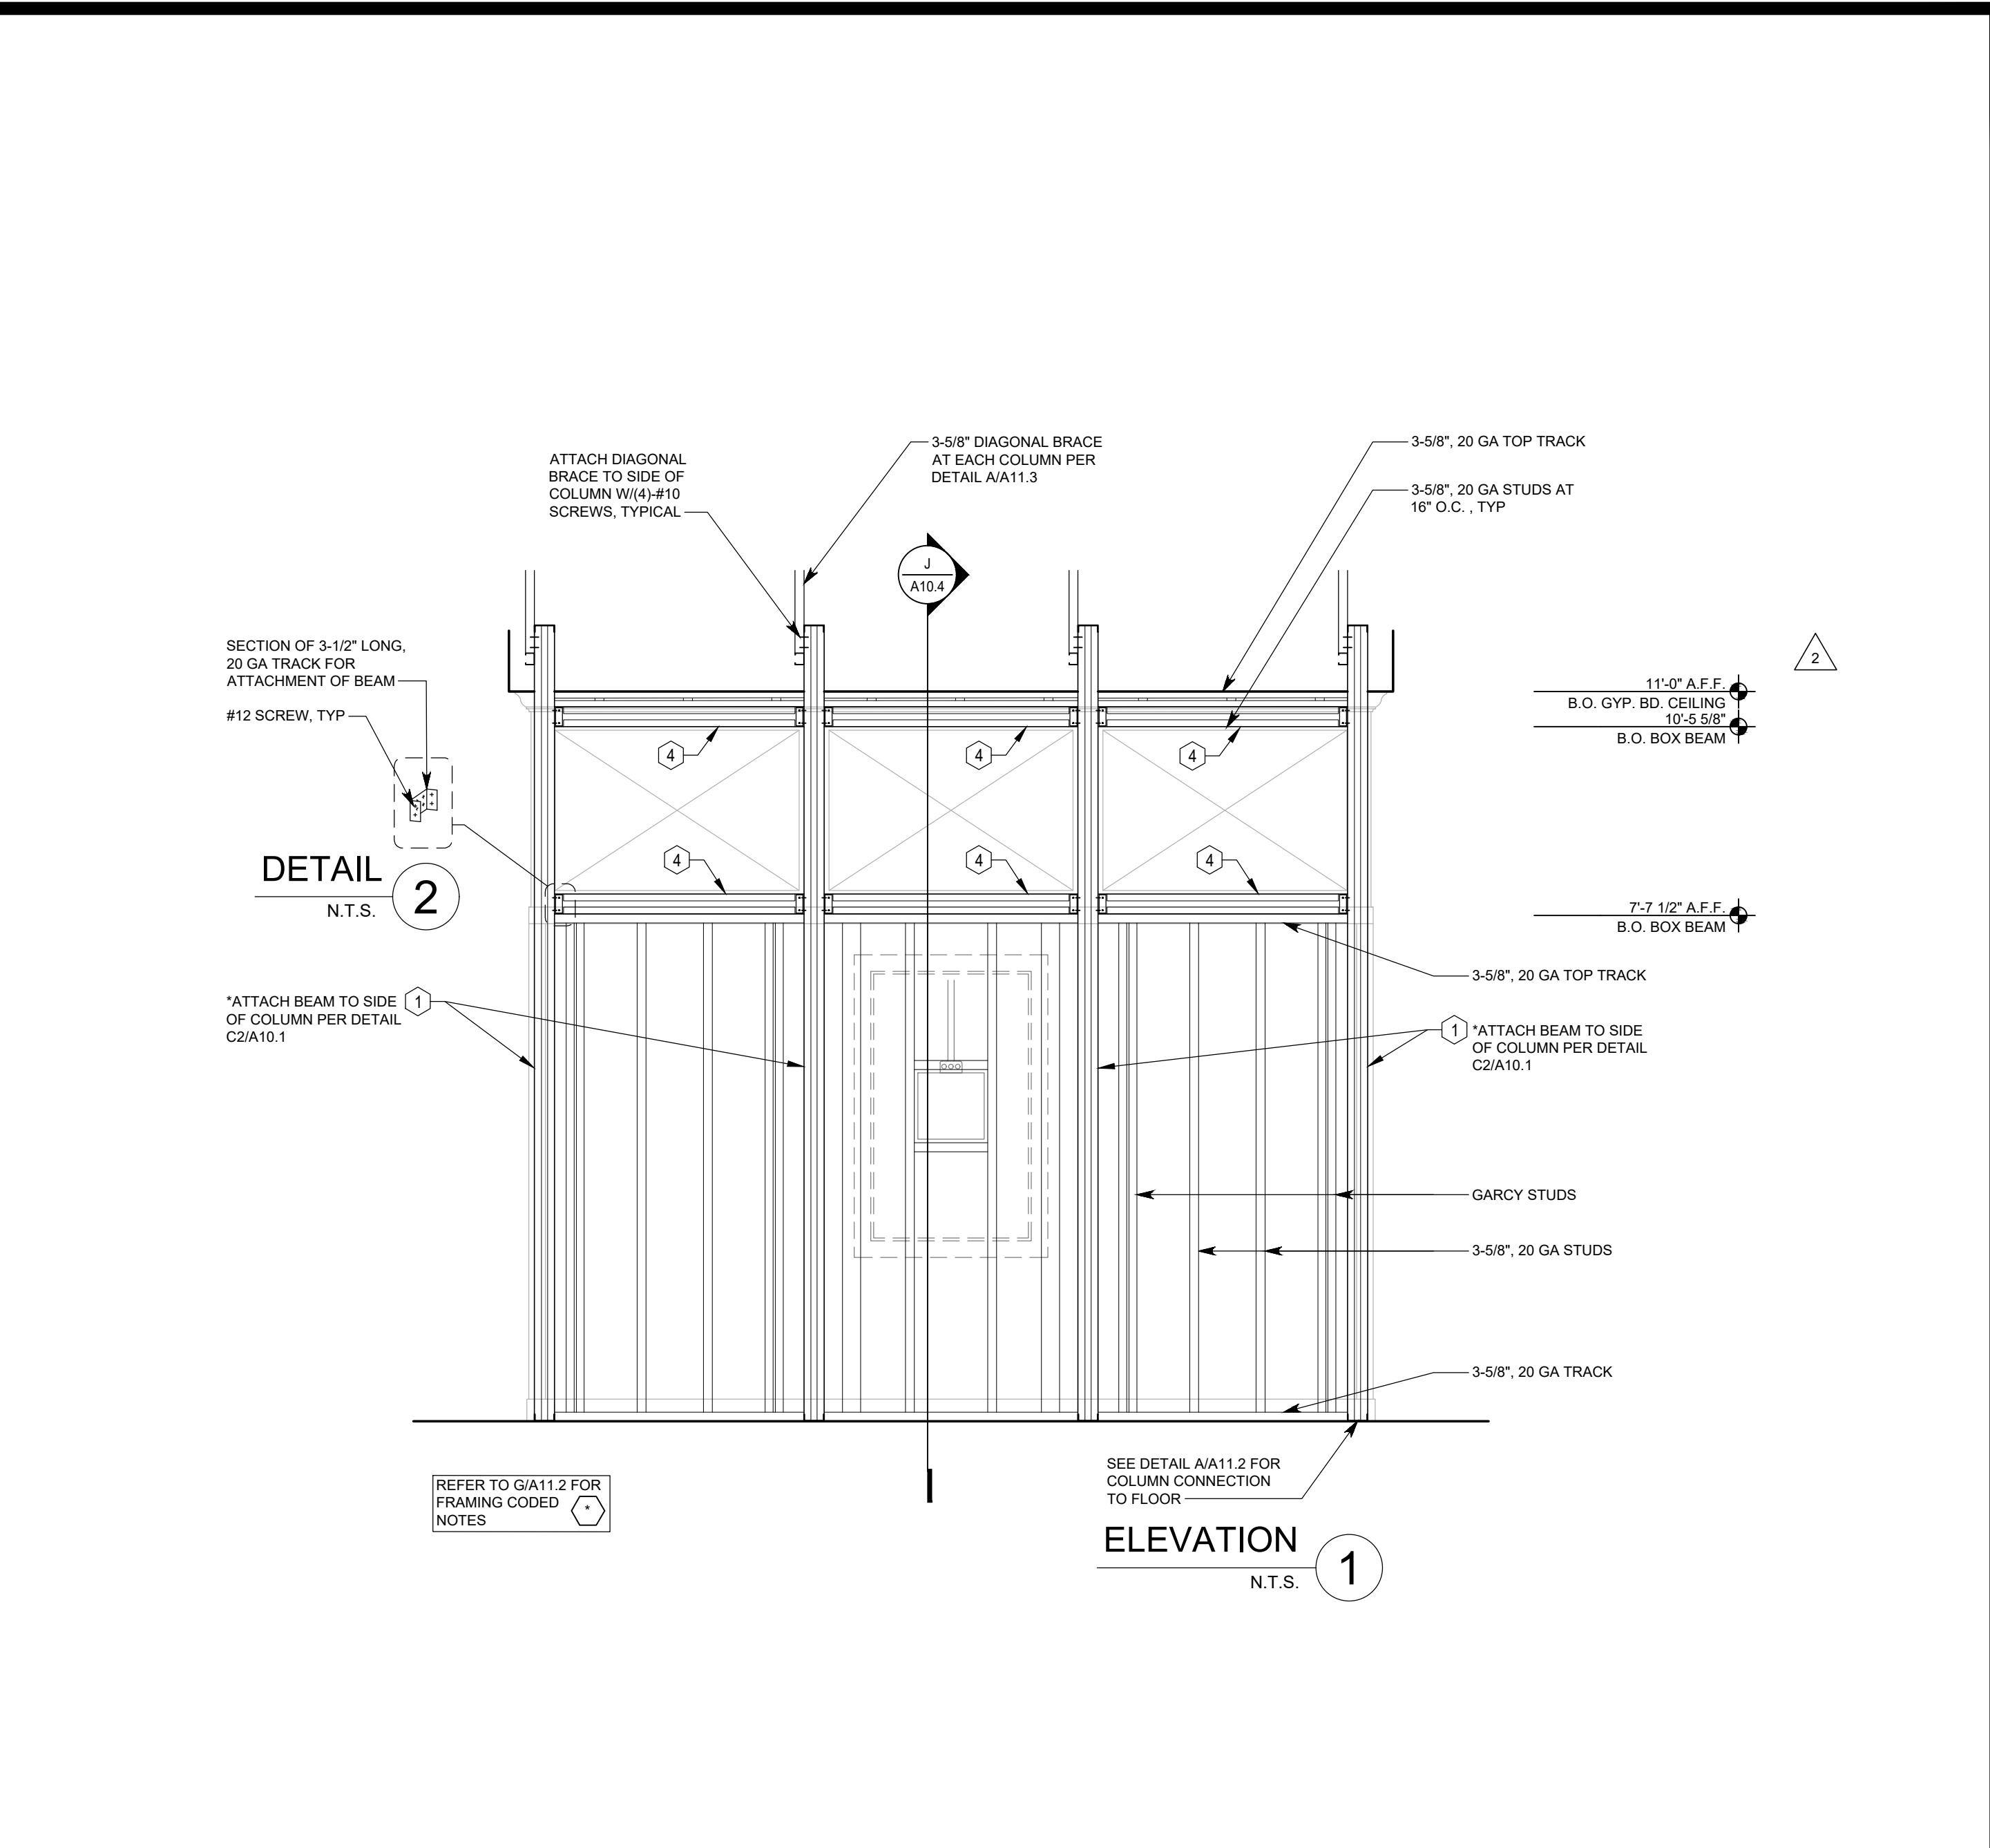 ATTACH DIAGONAL
BRACE TO SIDE OF
COLUMN W/(4)-#10
SCREWS, TYPICAL
3-5/8" DIAGONAL BRACE
AT EACH COLUMN PER
DETAIL A/A11.3
3-5/8", 20 GA TOP TRACK
3-5/8", 20 GA STUDS AT
16" O.C. , TYP
J
A10.4
SECTION OF 3-1/2" LONG,
20 GA TRACK FOR
ATTACHMENT OF BEAM
#12 SCREW, TYP
2
11'-0" A.F.F.
B.O. GYP. BD. CEILING
10'-5 5/8"
B.O. BOX BEAM
4
4
4
4
4
4
DETAIL
N.T.S.
2
7'-7 1/2" A.F.F.
B.O. BOX BEAM
3-5/8", 20 GA TOP TRACK
*ATTACH BEAM TO SIDE
OF COLUMN PER DETAIL
C2/A10.1
1
1
*ATTACH BEAM TO SIDE
OF COLUMN PER DETAIL
C2/A10.1
GARCY STUDS
3-5/8", 20 GA STUDS
3-5/8", 20 GA TRACK
SEE DETAIL A/A11.2 FOR
COLUMN CONNECTION
TO FLOOR
REFER TO G/A11.2 FOR
FRAMING CODED
NOTES
*
ELEVATION
N.T.S.
1